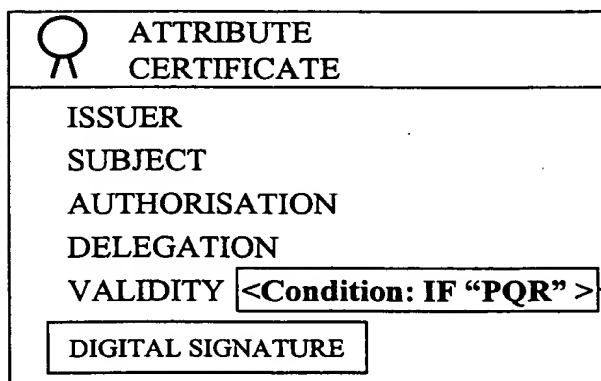 ATTRIBUTE
CERTIFICATE
ISSUER
SUBJECT
AUTHORISATION
DELEGATION
VALIDITY <Condition: IF “PQR” >
DIGITAL SIGNATURE